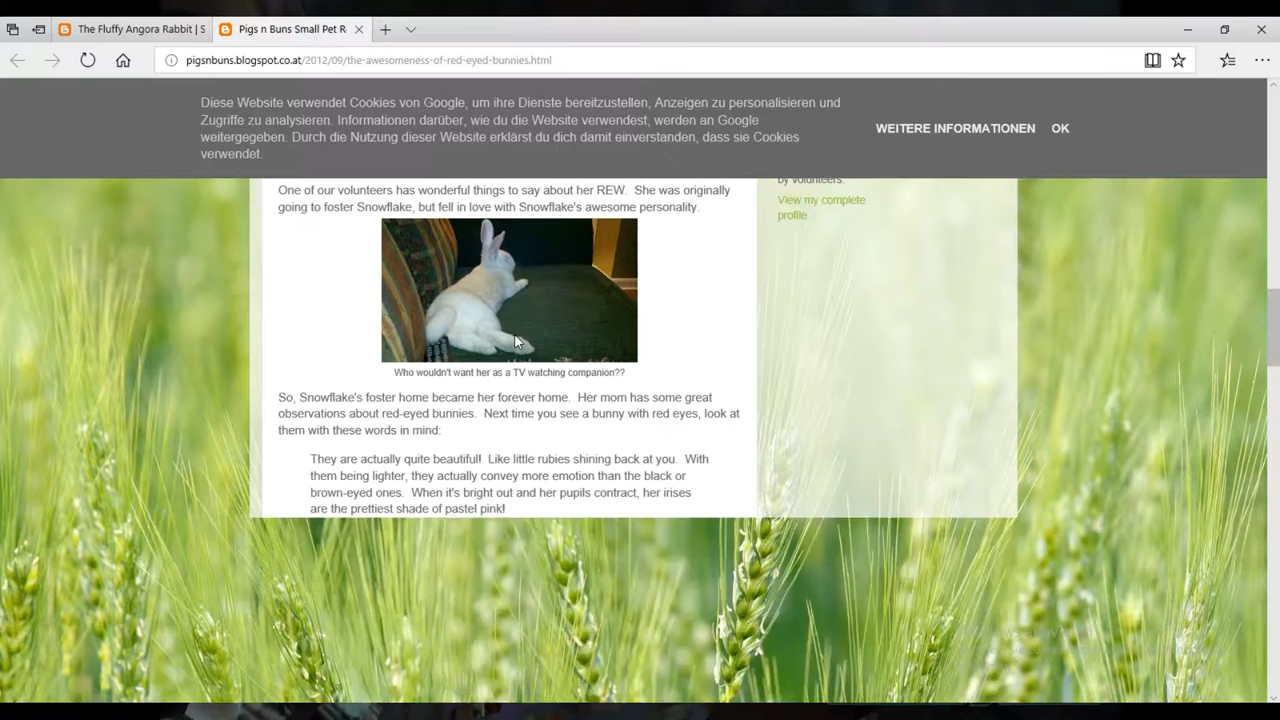 The Fluffy Angora Rabbit | S
Pigs n Buns Small Pet R
pigsnbuns.blogspot.co.at/2012/09/the-awesomeness-of-red-eyed-bunnies.html
Diese Website verwendet Cookies von Google, um ihre Dienste bereitzustellen, Anzeigen zu personalisieren und
Zugriffe zu analysieren. Informationen darüber, wie du die Website verwendest, werden an Google
weitergegeben. Durch die Nutzung dieser Website erklärst du dich damit einverstanden, dass sie Cookies
verwendet.
WEITERE INFORMATIONEN OK
One of our volunteers has wonderful things to say about her REW. She was originally
going to foster Snowflake, but fell in love with Snowflake's awesome personality.
Who wouldn't want her as a TV watching companion??
So, Snowflake's foster home became her forever home. Her mom has some great
observations about red-eyed bunnies. Next time you see a bunny with red eyes, look at
them with these words in mind:
They are actually quite beautiful! Like little rubies shining back at you. With
them being lighter, they actually convey more emotion than the black or
brown-eyed ones. When it's bright out and her pupils contract, her irises
are the prettiest shade of pastel pink!
by volunteers.
View my complete
profile